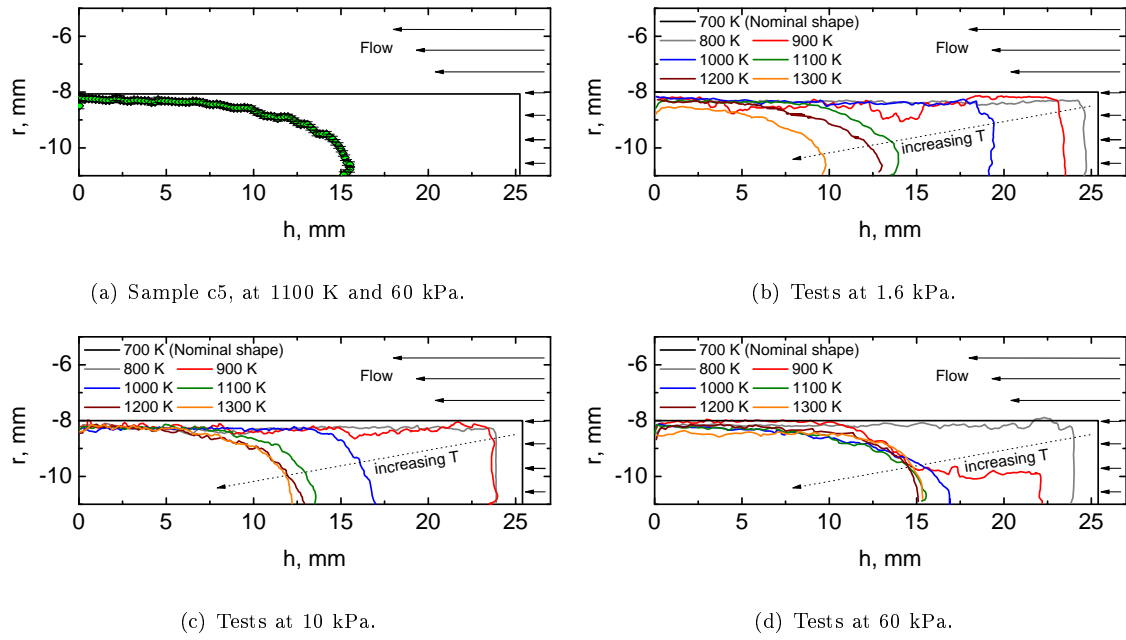 -6
-8
-10
r, mm
Flow
0 5 10 15 20 25
h, mm
(a) Sample c5, at 1100 K and 60 kPa.
-6
-8
-10
r, mm
700 K (Nominal shape)
800 K 900 K
1000 K 1100 K
1200 K 1300 K
Flow
increasing T
0 5 10 15 20 25
h, mm
(b) Tests at 1.6 kPa.
-6
-8
-10
r, mm
700 K (Nominal shape)
800 K 900 K
1000 K 1100 K
1200 K 1300 K
Flow
increasing T
0 5 10 15 20 25
h, mm
(c) Tests at 10 kPa.
-6
-8
-10
r, mm
700 K (Nominal shape)
800 K 900 K
1000 K 1100 K
1200 K 1300 K
Flow
increasing T
0 5 10 15 20 25
h, mm
(d) Tests at 60 kPa.